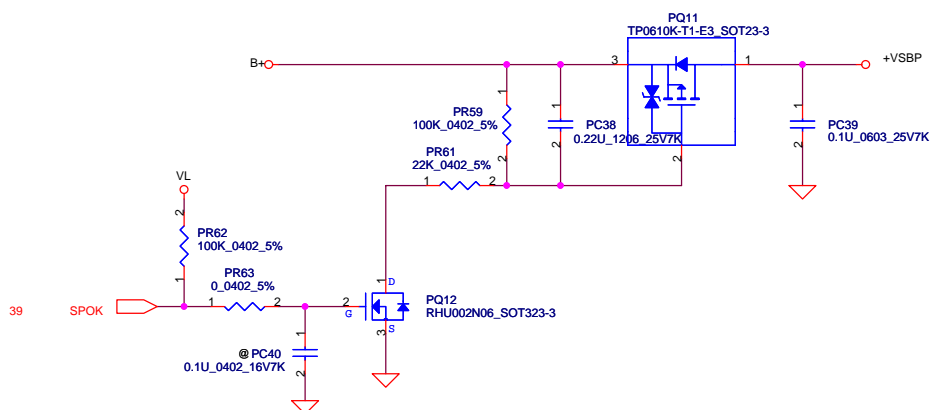 PQ11
TP0610K-T1-E3_SOT23-3
B+
3
1
+VSBP
1
PR59
100K_0402_5%
2
1
PC38
0.22U_1206_25V7K
2
2
1
PC39
0.1U_0603_25V7K
2
PR61
22K_0402_5%
1
2
VL
2
PR62
100K_0402_5%
1
PR63
0_0402_5%
39
SPOK
1
2
2
G
1
D
PQ12
RHU002N06_SOT323-3
S
3
1
@PC40
0.1U_0402_16V7K
2